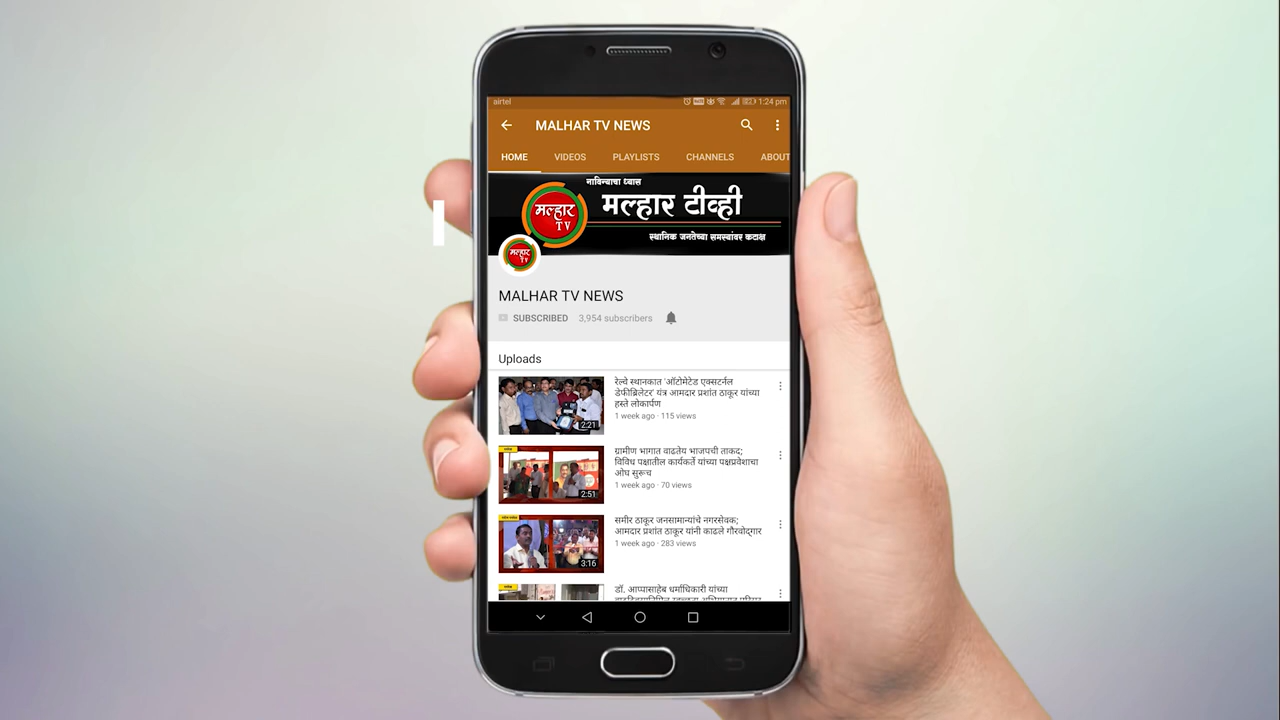 airtel 1:24 pm
MALHAR TV NEWS
HOME VIDEOS PLAYLISTS CHANNELS ABOUT
नाविन्याचा ध्यास
मल्हार टीव्ही
मल्हार
TV
स्थानिक जनतेच्या समस्यांवर कटाक्ष
मल्हार
TV
MALHAR TV NEWS
SUBSCRIBED 3,954 subscribers
Uploads
रेल्वे स्थानकात 'ऑटोमेटेड एक्सटर्नल
डेफीब्रिलेटर' यंत्र आमदार प्रशांत ठाकूर यांच्या
हस्ते लोकार्पण
1 week ago · 115 views
2:21
ग्रामीण भागात वाढतेय भाजपची ताकद;
विविध पक्षातील कार्यकर्ते यांच्या पक्षप्रवेशाचा
ओघ सुरूच
1 week ago · 70 views
2:51
समीर ठाकूर जनसामान्यांचे नगरसेवक;
आमदार प्रशांत ठाकूर यांनी काढले गौरवोद्गार
1 week ago · 283 views
3:16
डॉ. आप्पासाहेब धर्माधिकारी यांच्या